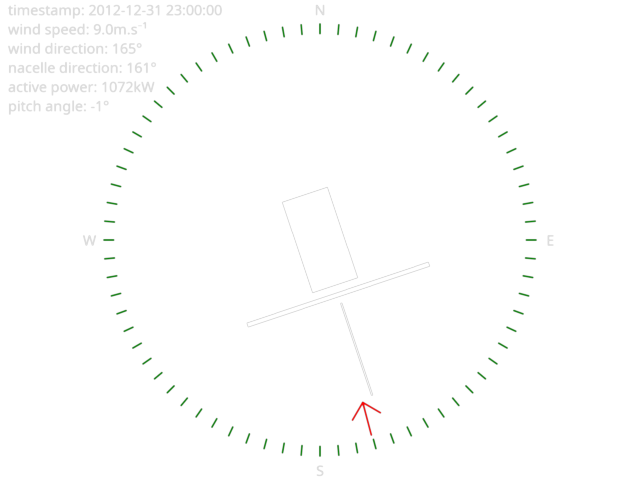 timestamp: 2012-12-31 23:00:00
N
wind speed: 9.0m.s⁻¹
wind direction: 165°
nacelle direction: 161°
active power: 1072kW
pitch angle: -1°
W
E
S